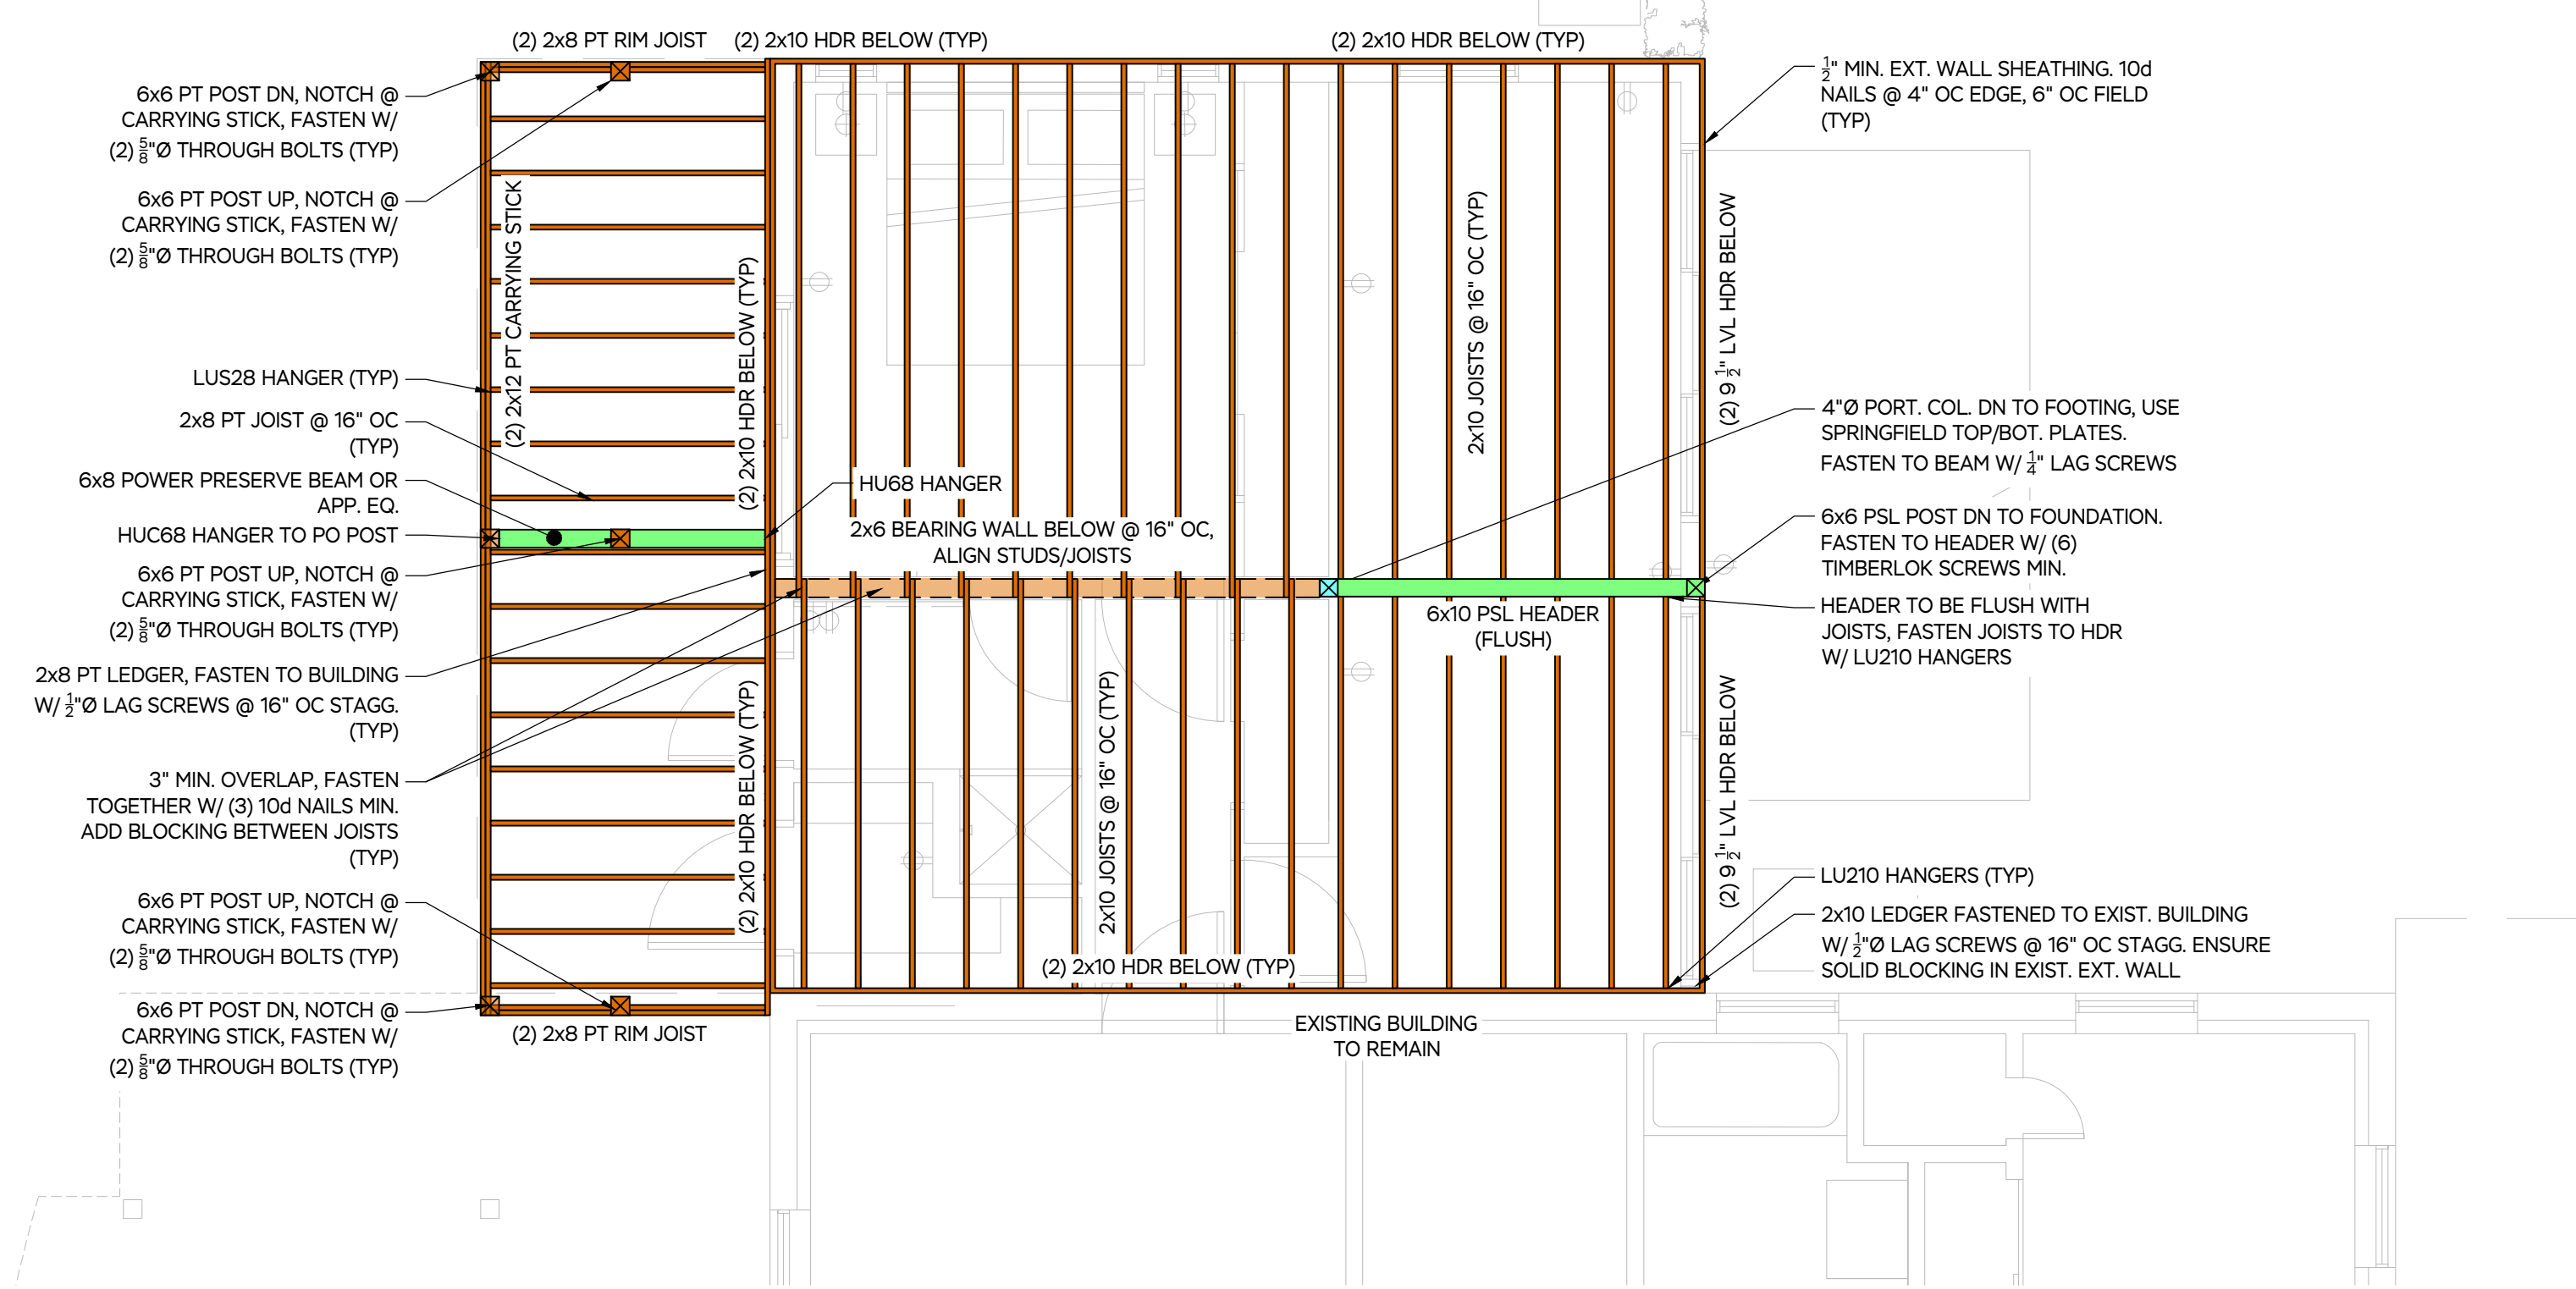 (2) 2x8 PT RIM JOIST
(2) 2x10 HDR BELOW (TYP)
(2) 2x10 HDR BELOW (TYP)
6x6 PT POST DN, NOTCH @
CARRYING STICK, FASTEN W/
(2) 5/8"Ø THROUGH BOLTS (TYP)
6x6 PT POST UP, NOTCH @
CARRYING STICK, FASTEN W/
(2) 5/8"Ø THROUGH BOLTS (TYP)
LUS28 HANGER (TYP)
2x8 PT JOIST @ 16" OC
(TYP)
6x8 POWER PRESERVE BEAM OR
APP. EQ.
HUC68 HANGER TO PO POST
6x6 PT POST UP, NOTCH @
CARRYING STICK, FASTEN W/
(2) 5/8"Ø THROUGH BOLTS (TYP)
2x8 PT LEDGER, FASTEN TO BUILDING
W/ 1/2"Ø LAG SCREWS @ 16" OC STAGG.
(TYP)
3" MIN. OVERLAP, FASTEN
TOGETHER W/ (3) 10d NAILS MIN.
ADD BLOCKING BETWEEN JOISTS
(TYP)
6x6 PT POST UP, NOTCH @
CARRYING STICK, FASTEN W/
(2) 5/8"Ø THROUGH BOLTS (TYP)
6x6 PT POST DN, NOTCH @
CARRYING STICK, FASTEN W/
(2) 5/8"Ø THROUGH BOLTS (TYP)
(2) 2x8 PT RIM JOIST
(2) 2x12 PT CARRYING STICK
(2) 2x10 HDR BELOW (TYP)
(2) 2x10 HDR BELOW (TYP)
HU68 HANGER
2x6 BEARING WALL BELOW @ 16" OC,
ALIGN STUDS/JOISTS
2x10 JOISTS @ 16" OC (TYP)
2x10 JOISTS @ 16" OC (TYP)
6x10 PSL HEADER
(FLUSH)
(2) 2x10 HDR BELOW (TYP)
EXISTING BUILDING
TO REMAIN
(2) 9 1/2" LVL HDR BELOW
(2) 9 1/2" LVL HDR BELOW
1/2" MIN. EXT. WALL SHEATHING. 10d
NAILS @ 4" OC EDGE, 6" OC FIELD
(TYP)
4"Ø PORT. COL. DN TO FOOTING, USE
SPRINGFIELD TOP/BOT. PLATES.
FASTEN TO BEAM W/ 1/4" LAG SCREWS
6x6 PSL POST DN TO FOUNDATION.
FASTEN TO HEADER W/ (6)
TIMBERLOK SCREWS MIN.
HEADER TO BE FLUSH WITH
JOISTS, FASTEN JOISTS TO HDR
W/ LU210 HANGERS
LU210 HANGERS (TYP)
2x10 LEDGER FASTENED TO EXIST. BUILDING
W/ 1/2"Ø LAG SCREWS @ 16" OC STAGG. ENSURE
SOLID BLOCKING IN EXIST. EXT. WALL